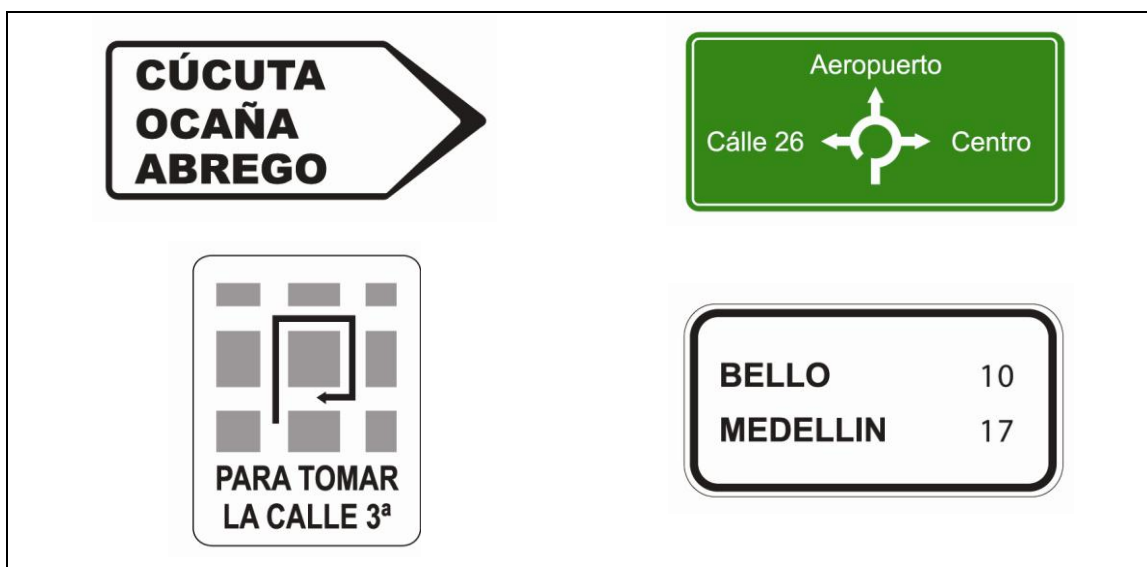 CÚCUTA
OCAÑA
ABREGO
Aeropuerto
Cálle 26
Centro
PARA TOMAR
LA CALLE 3ª
BELLO 10
MEDELLIN 17